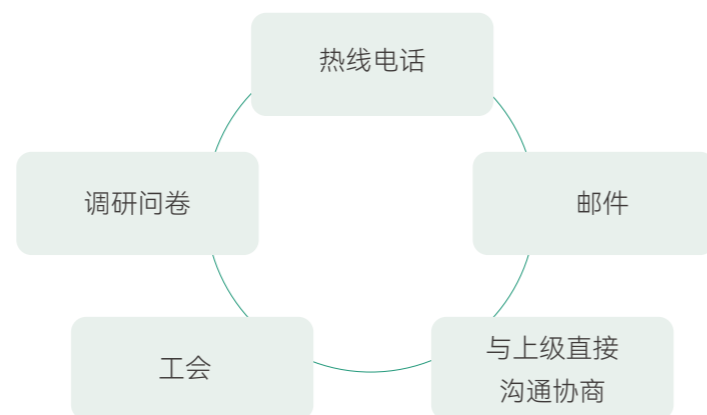 热线电话
调研问卷
邮件
工会
与上级直接
沟通协商